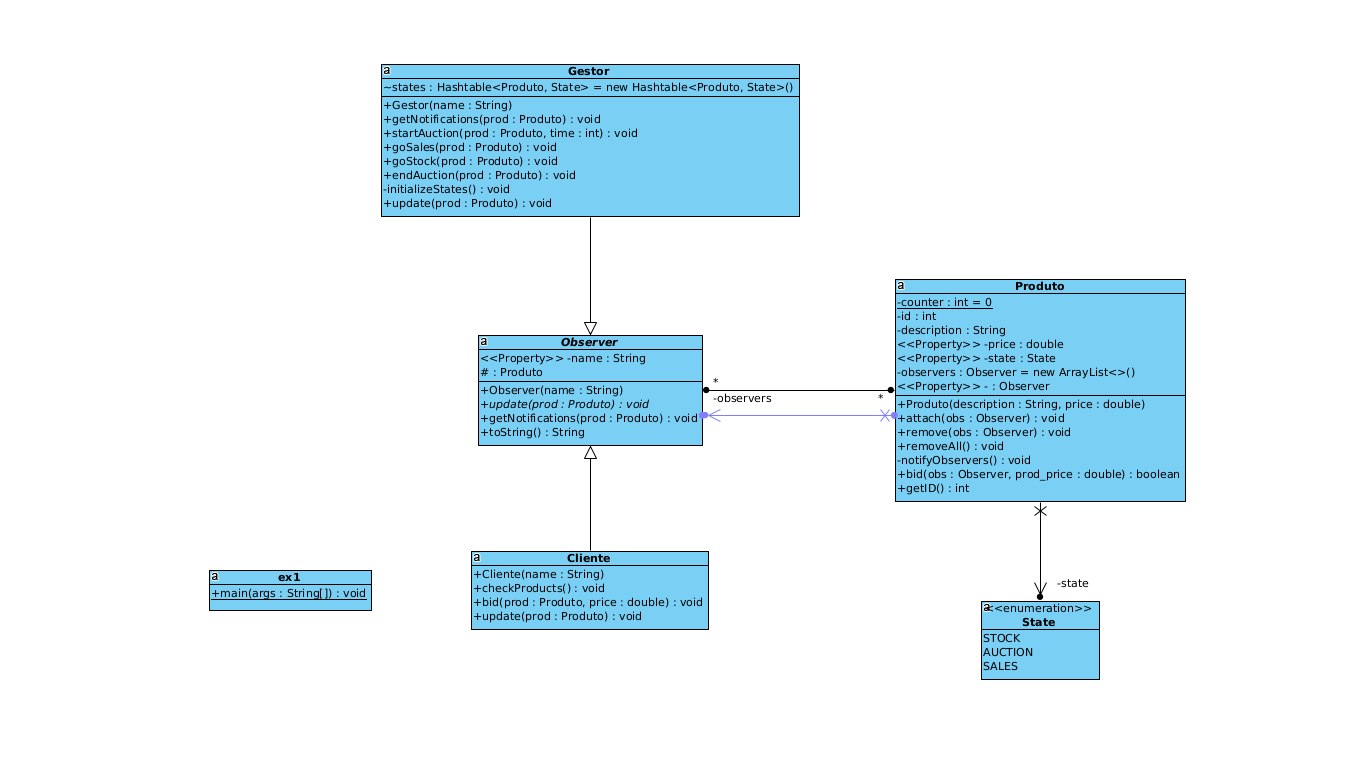 a
Gestor
~states : Hashtable<Produto, State> = new Hashtable<Produto, State>()
+Gestor(name : String)
+getNotifications(prod : Produto) : void
+startAuction(prod : Produto, time : int) : void
+goSales(prod : Produto) : void
+goStock(prod : Produto) : void
+endAuction(prod : Produto) : void
-initializeStates() : void
+update(prod : Produto) : void
a
Produto
-counter : int = 0
-id : int
-description : String
<<Property>> -price : double
<<Property>> -state : State
-observers : Observer = new ArrayList<>()
<<Property>> - : Observer
+Produto(description : String, price : double)
+attach(obs : Observer) : void
+remove(obs : Observer) : void
+removeAll() : void
-notifyObservers() : void
+bid(obs : Observer, prod_price : double) : boolean
+getID() : int
a
Observer
<<Property>> -name : String
# : Produto
+Observer(name : String)
+update(prod : Produto) : void
+getNotifications(prod : Produto) : void
+toString() : String
*
-observers
*
a
Cliente
+Cliente(name : String)
+checkProducts() : void
+bid(prod : Produto, price : double) : void
+update(prod : Produto) : void
a
ex1
+main(args : String[]) : void
-state
a
<<enumeration>>
State
STOCK
AUCTION
SALES